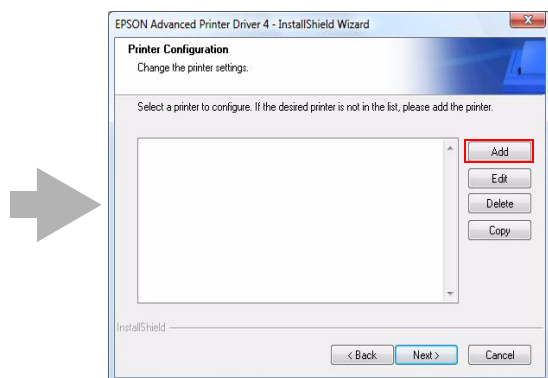 EPSON Advanced Printer Driver 4 - InstallShield Wizard
Printer Configuration
Change the printer settings.
Select a printer to configure. If the desired printer is not in the list, please add the printer.
Add
Edit
Delete
Copy
InstallShield
< Back
Next >
Cancel